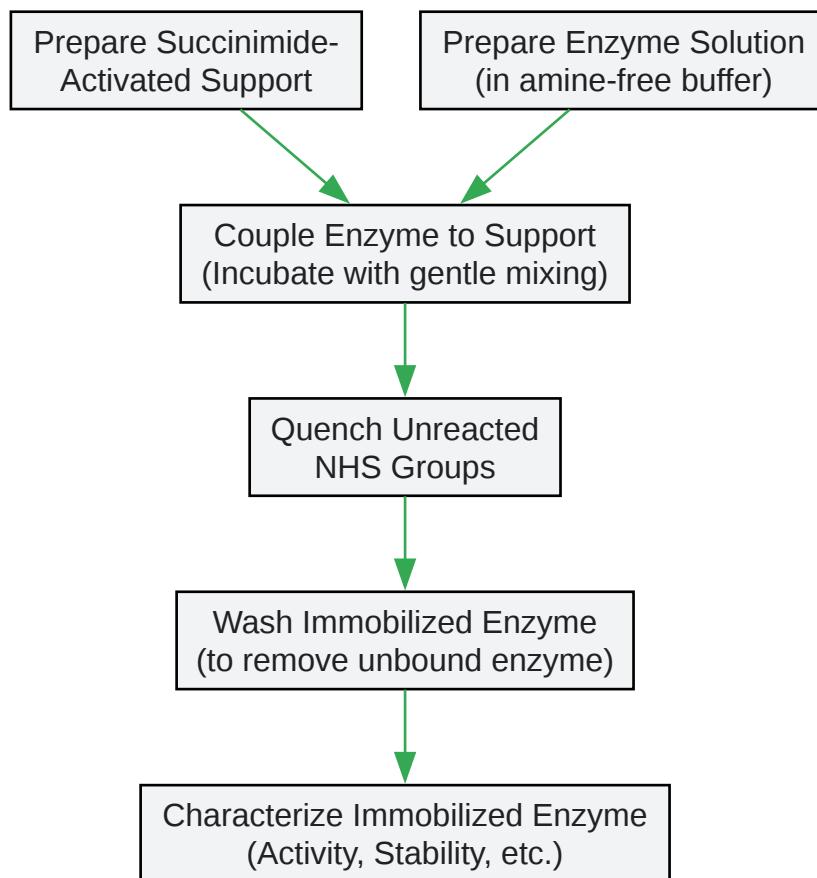 Prepare Succinimide-
Activated Support
Prepare Enzyme Solution
(in amine-free buffer)
Couple Enzyme to Support
(Incubate with gentle mixing)
Quench Unreacted
NHS Groups
Wash Immobilized Enzyme
(to remove unbound enzyme)
Characterize Immobilized Enzyme
(Activity, Stability, etc.)